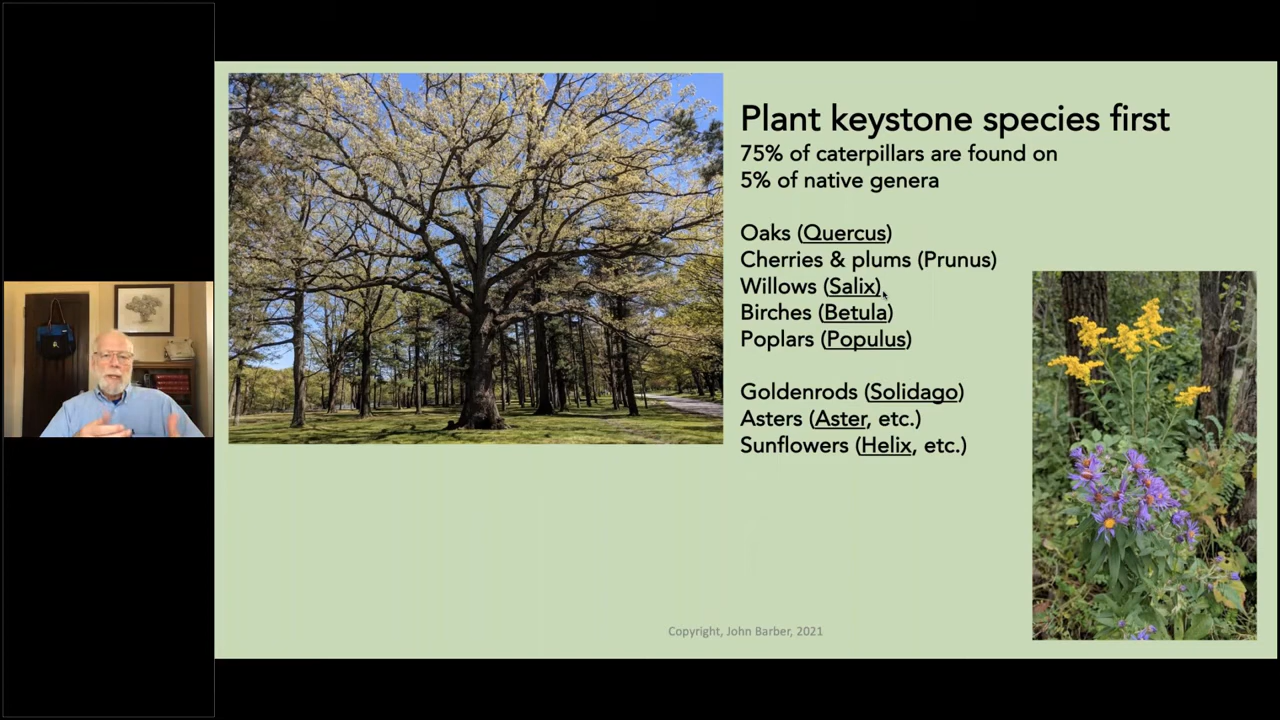 Plant keystone species first
75% of caterpillars are found on
5% of native genera
Oaks (Quercus)
Cherries & plums (Prunus)
Willows (Salix)
Birches (Betula)
Poplars (Populus)
Goldenrods (Solidago)
Asters (Aster, etc.)
Sunflowers (Helix, etc.)
Copyright, John Barber, 2021